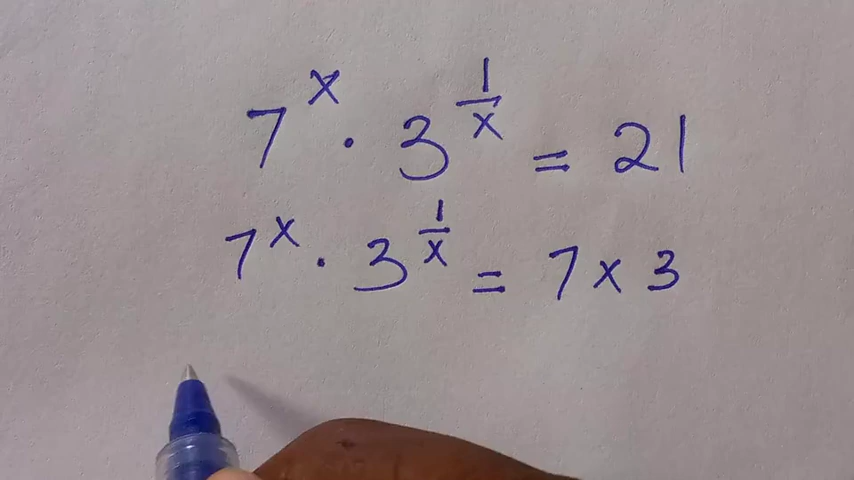 7^x · 3^(1/x) = 21
7^x · 3^(1/x) = 7 x 3